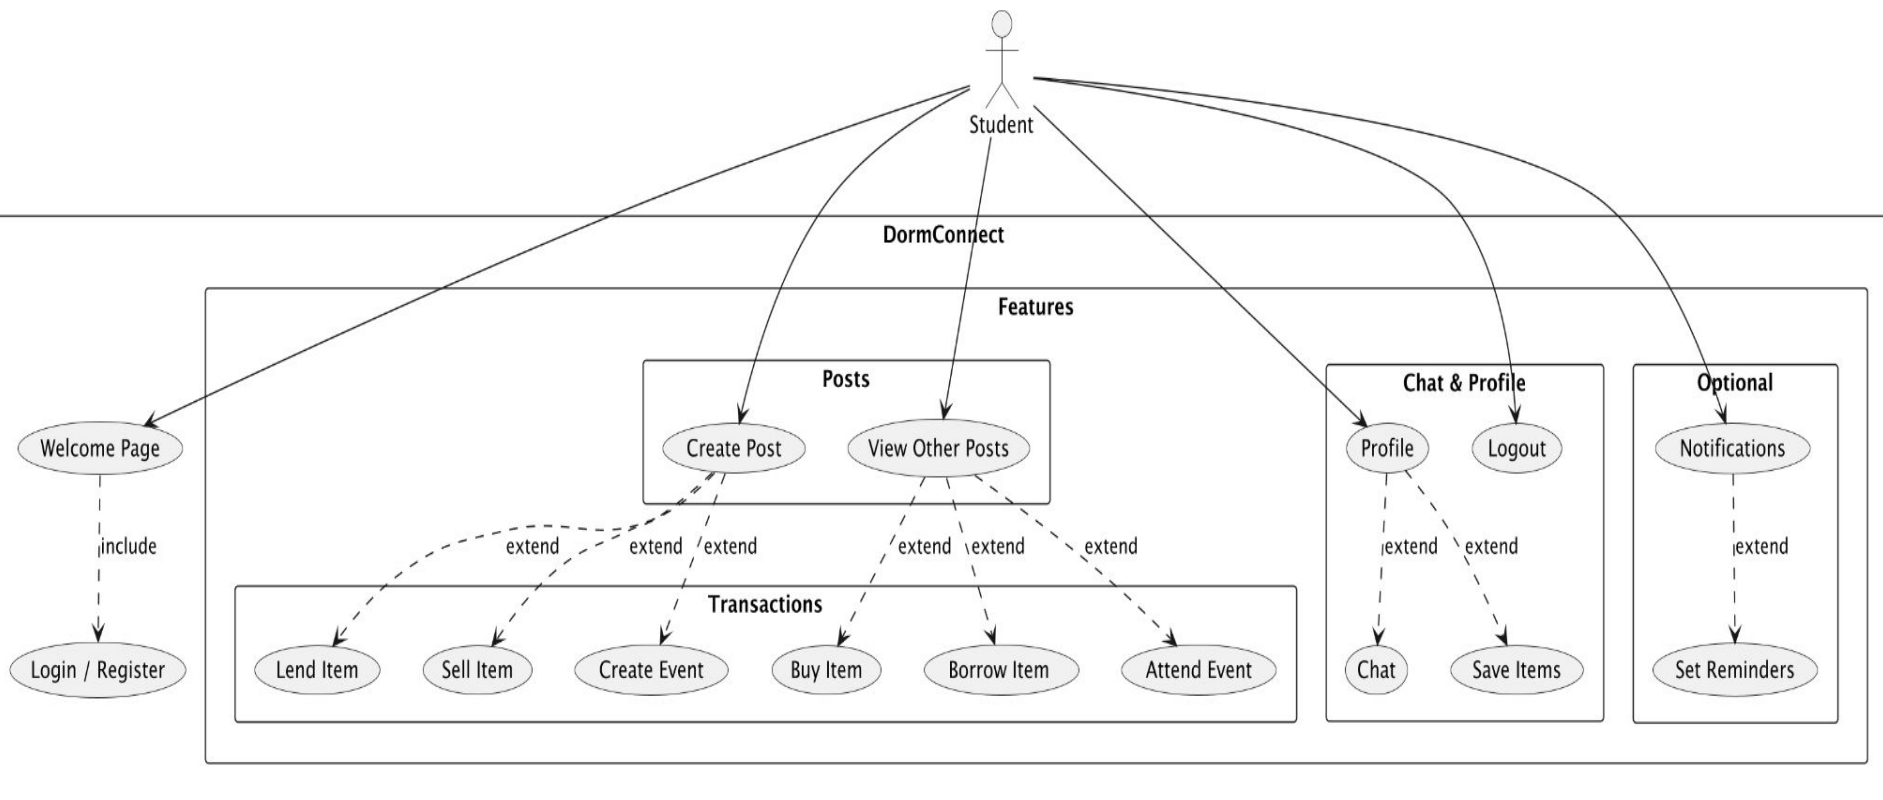 Student
DormConnect
Features
Posts
Chat & Profile
Optional
Welcome Page
Create Post
View Other Posts
Profile
Logout
Notifications
include
extend
extend
extend
extend
extend
extend
extend
extend
extend
Transactions
Login / Register
Lend Item
Sell Item
Create Event
Buy Item
Borrow Item
Attend Event
Chat
Save Items
Set Reminders